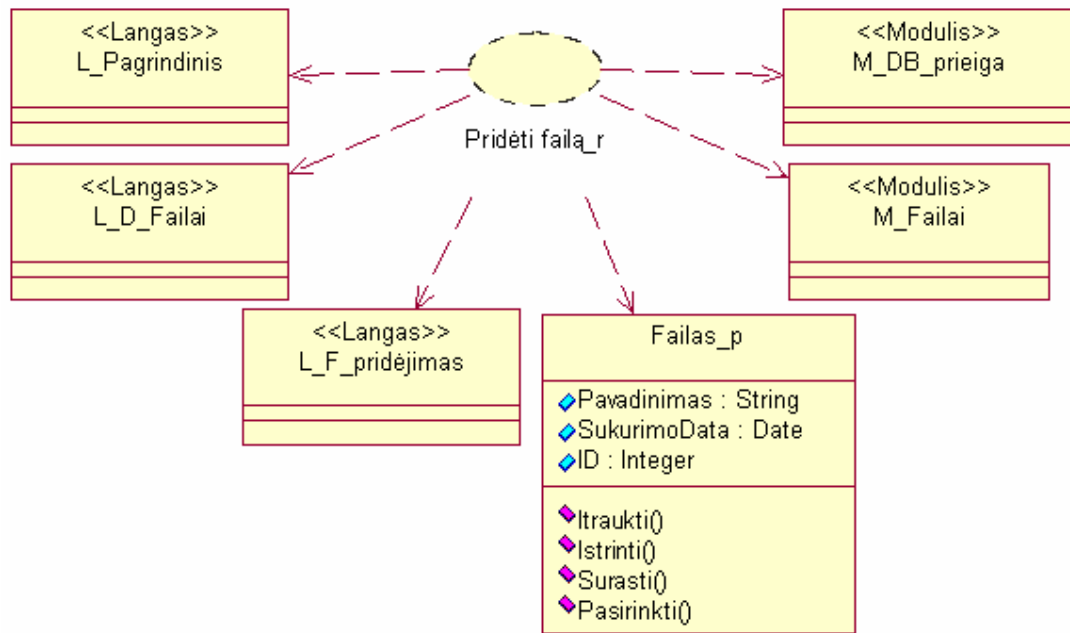 <<Langas>>
L_Pagrindinis
<<Modulis>>
M_DB_prieiga
Pridėti failą_r
<<Langas>>
L_D_Failai
<<Modulis>>
M_Failai
<<Langas>>
L_F_pridėjimas
Failas_p
Pavadinimas : String
SukurimoData : Date
ID : Integer
Itraukti()
Istrinti()
Surasti()
Pasirinkti()